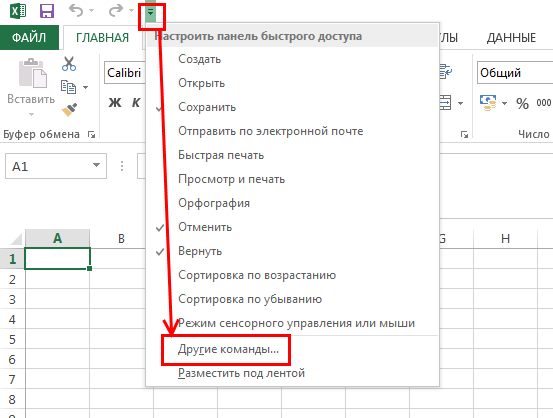 ФАЙЛ ГЛАВНАЯ ЛЫ ДАННЫЕ
Настроить панель быстрого доступа
Создать
Открыть
Сохранить
Отправить по электронной почте
Быстрая печать
Просмотр и печать
Орфография
Отменить
Вернуть
Сортировка по возрастанию
Сортировка по убыванию
Режим сенсорного управления или мыши
Другие команды...
Разместить под лентой
Вставить
Calibri
Ж
Буфер обмена
Общий
% 000
Число
A1
A B G H
1
2
3
4
5
6
7
8
9